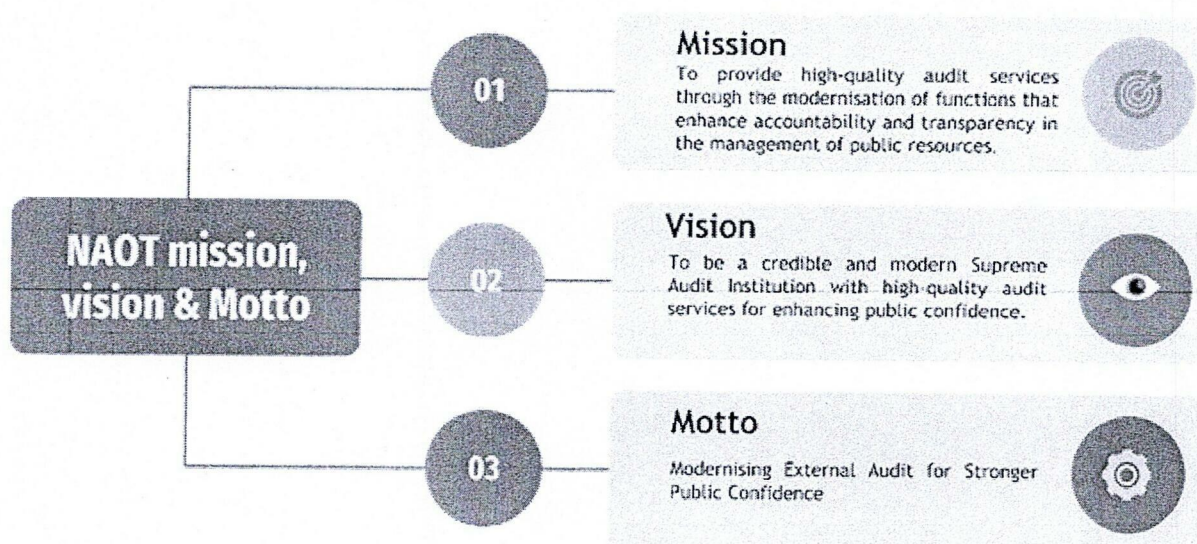 NAOT mission,
vision & Motto
01
Mission
To provide high-quality audit services
through the modernisation of functions that
enhance accountability and transparency in
the management of public resources.
02
Vision
To be a credible and modern Supreme
Audit Institution with high-quality audit
services for enhancing public confidence.
03
Motto
Modernising External Audit for Stronger
Public Confidence